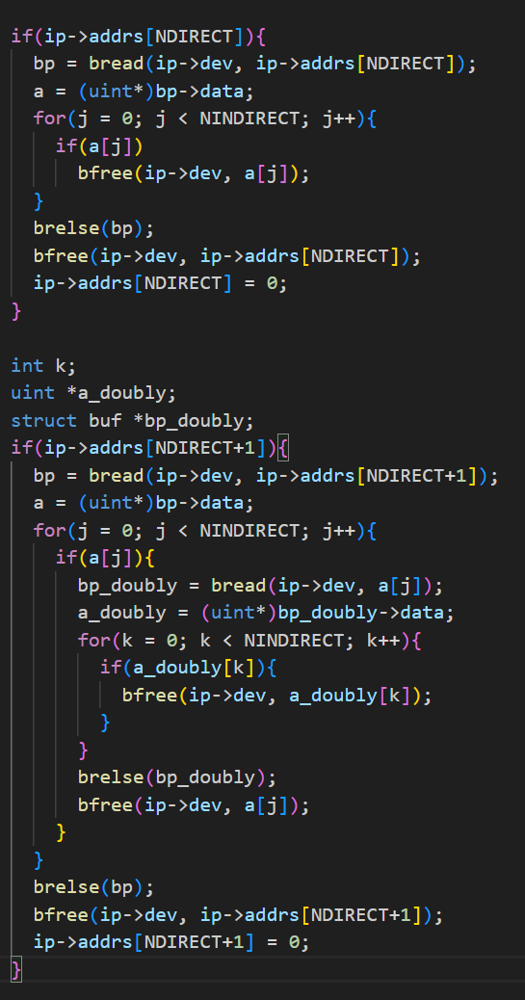 if(ip->addrs[NDIRECT]){
  bp = bread(ip->dev, ip->addrs[NDIRECT]);
  a = (uint*)bp->data;
  for(j = 0; j < NINDIRECT; j++){
    if(a[j])
      bfree(ip->dev, a[j]);
  }
  brelse(bp);
  bfree(ip->dev, ip->addrs[NDIRECT]);
  ip->addrs[NDIRECT] = 0;
}

int k;
uint *a_doubly;
struct buf *bp_doubly;
if(ip->addrs[NDIRECT+1]){
  bp = bread(ip->dev, ip->addrs[NDIRECT+1]);
  a = (uint*)bp->data;
  for(j = 0; j < NINDIRECT; j++){
    if(a[j]){
      bp_doubly = bread(ip->dev, a[j]);
      a_doubly = (uint*)bp_doubly->data;
      for(k = 0; k < NINDIRECT; k++){
        if(a_doubly[k]){
          bfree(ip->dev, a_doubly[k]);
        }
      }
      brelse(bp_doubly);
      bfree(ip->dev, a[j]);
    }
  }
  brelse(bp);
  bfree(ip->dev, ip->addrs[NDIRECT+1]);
  ip->addrs[NDIRECT+1] = 0;
}